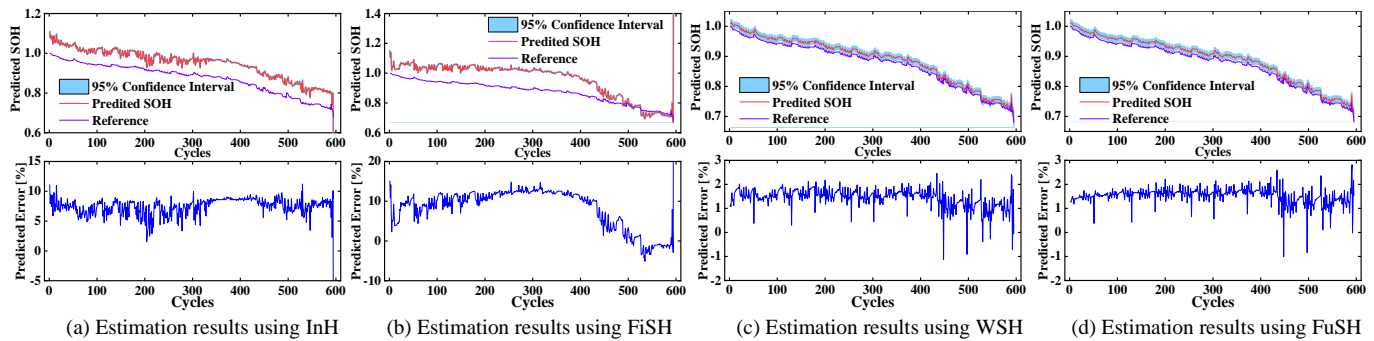 Predicted SOH
1.2
1.0
0.8
0.6
95% Confidence Interval
Predited SOH
Reference
0 100 200 300 400 500 600
Cycles
Predicted Error [%]
15
10
5
0
-5
0 100 200 300 400 500 600
Cycles
(a) Estimation results using InH
Predicted SOH
1.4
1.2
1.0
0.8
0.6
95% Confidence Interval
Predited SOH
Reference
0 100 200 300 400 500 600
Cycles
Predicted Error [%]
20
10
0
-10
0 100 200 300 400 500 600
Cycles
(b) Estimation results using FiSH
Predicted SOH
1.0
0.9
0.8
0.7
95% Confidence Interval
Predited SOH
Reference
0 100 200 300 400 500 600
Cycles
Predicted Error [%]
3
2
1
0
-1
-2
0 100 200 300 400 500 600
Cycles
(c) Estimation results using WSH
Predicted SOH
1.0
0.9
0.8
0.7
95% Confidence Interval
Predited SOH
Reference
0 100 200 300 400 500 600
Cycles
Predicted Error [%]
3
2
1
0
-1
-2
0 100 200 300 400 500 600
Cycles
(d) Estimation results using FuSH